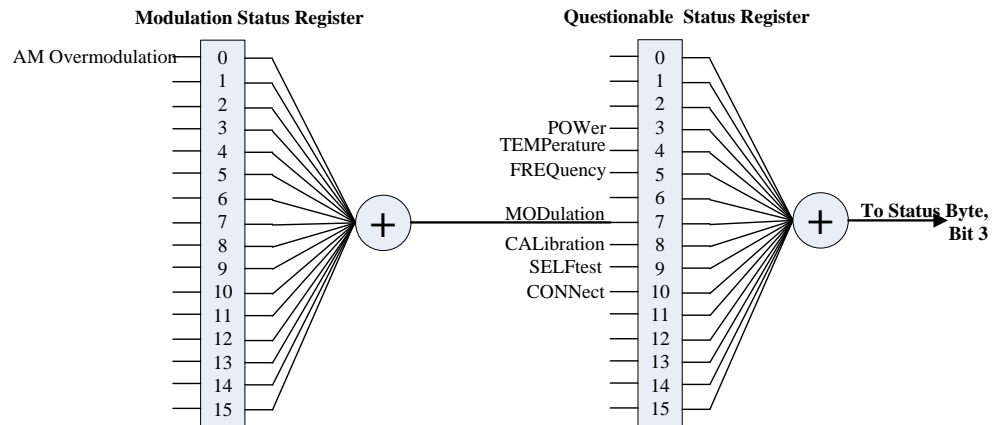 Modulation Status Register
AM Overmodulation
0
1
2
3
4
5
6
7
8
9
10
11
12
13
14
15
+
Questionable Status Register
POWer
TEMPerature
FREQuency
MODulation
CALibration
SELFtest
CONNect
0
1
2
3
4
5
6
7
8
9
10
11
12
13
14
15
+
To Status Byte,
Bit 3